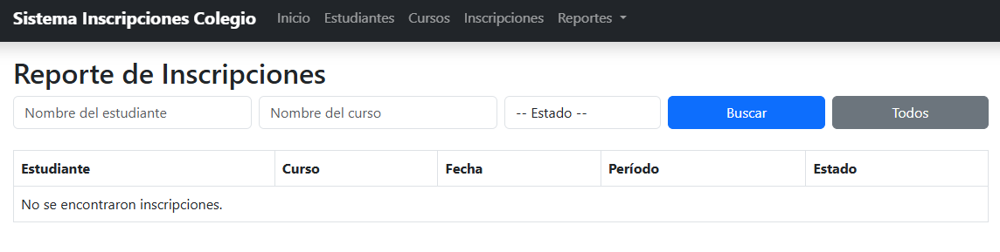 Sistema Inscripciones Colegio Inicio Estudiantes Cursos Inscripciones Reportes
Reporte de Inscripciones
Nombre del estudiante Nombre del curso -- Estado -- Buscar Todos
Estudiante Curso Fecha Período Estado
No se encontraron inscripciones.